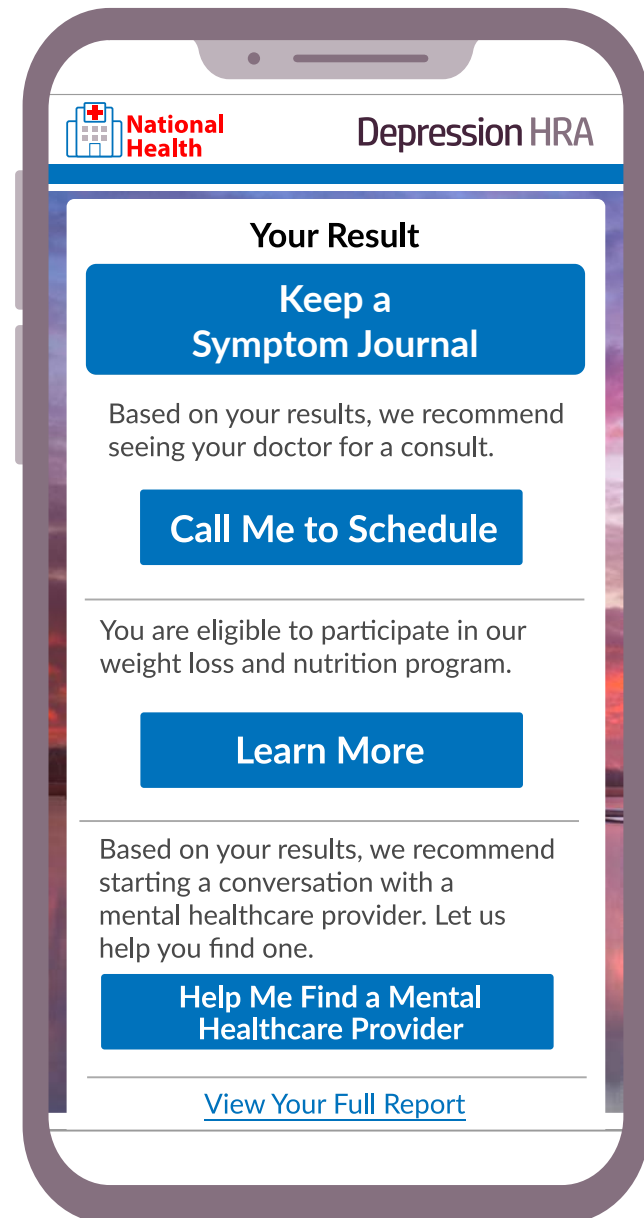 National
Health
Depression HRA
Your Result
Keep a
Symptom Journal
Based on your results, we recommend
seeing your doctor for a consult.
Call Me to Schedule
You are eligible to participate in our
weight loss and nutrition program.
Learn More
Based on your results, we recommend
starting a conversation with a
mental healthcare provider. Let us
help you find one.
Help Me Find a Mental
Healthcare Provider
View Your Full Report